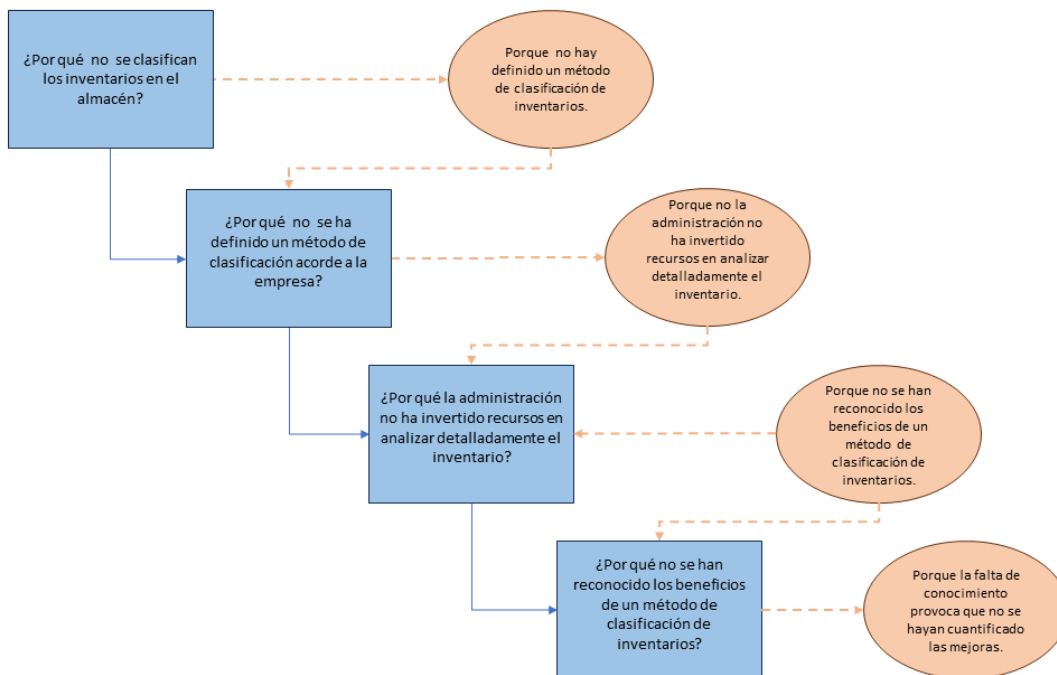 ¿Por qué no se clasifican
los inventarios en el
almacén?
Porque no hay
definido un método
de clasificación de
inventarios.
¿Por qué no se ha
definido un método de
clasificación acorde a la
empresa?
Porque no la
administración no
ha invertido
recursos en analizar
detalladamente el
inventario.
¿Por qué la administración
no ha invertido recursos en
analizar detalladamente el
inventario?
Porque no se han
reconocido los
beneficios de un
método de
clasificación de
inventarios.
¿Por qué no se han
reconocido los beneficios
de un método de
clasificación de
inventarios?
Porque la falta de
conocimiento
provoca que no se
hayan cuantificado
las mejoras.